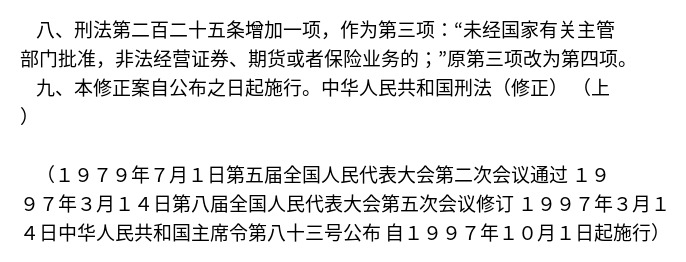 八、刑法第二百二十五条增加一项，作为第三项：“未经国家有关主管
部门批准，非法经营证券、期货或者保险业务的；”原第三项改为第四项。
九、本修正案自公布之日起施行。中华人民共和国刑法（修正） （上
）
（１９７９年７月１日第五届全国人民代表大会第二次会议通过 １９
９７年３月１４日第八届全国人民代表大会第五次会议修订 １９９７年３月１
４日中华人民共和国主席令第八十三号公布 自１９９７年１０月１日起施行）